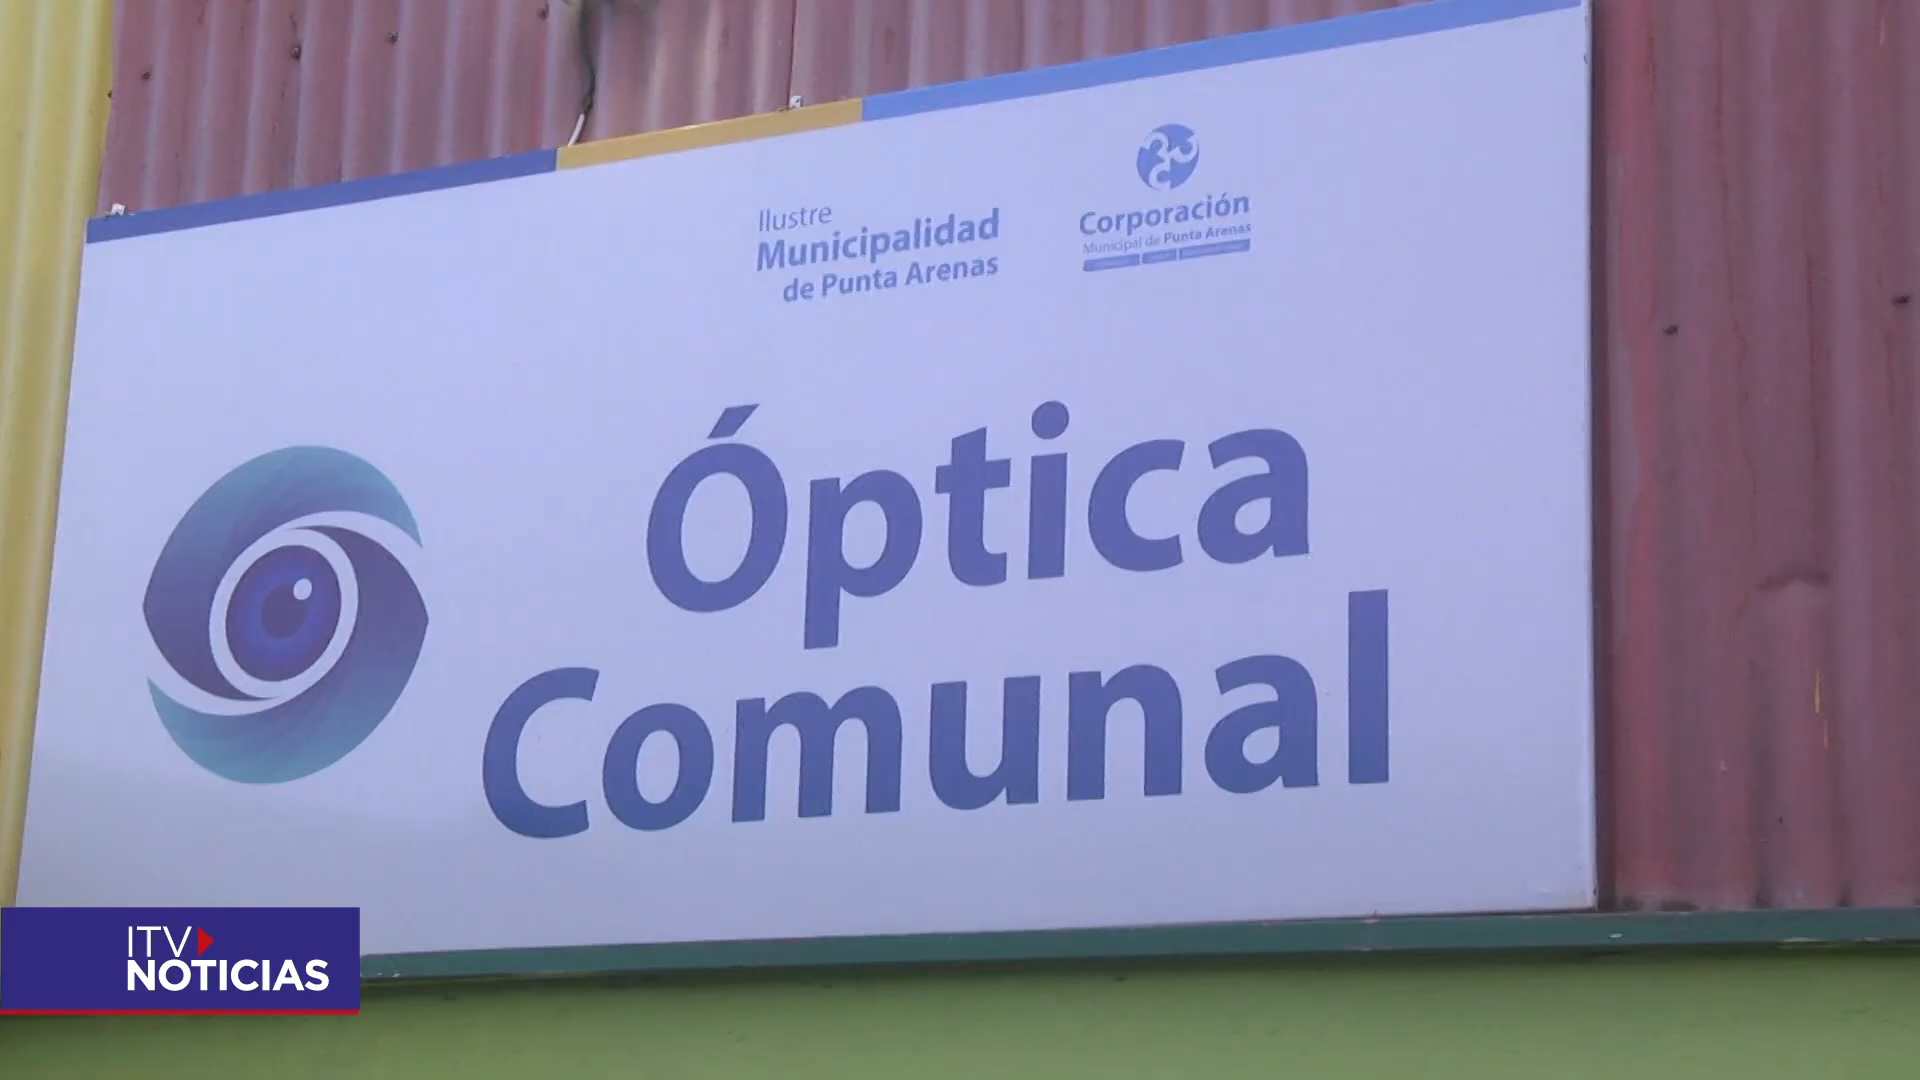 Ilustre
Municipalidad
de Punta Arenas
Corporación
Municipal de Punta Arenas
Óptica
Comunal
ITV
NOTICIAS